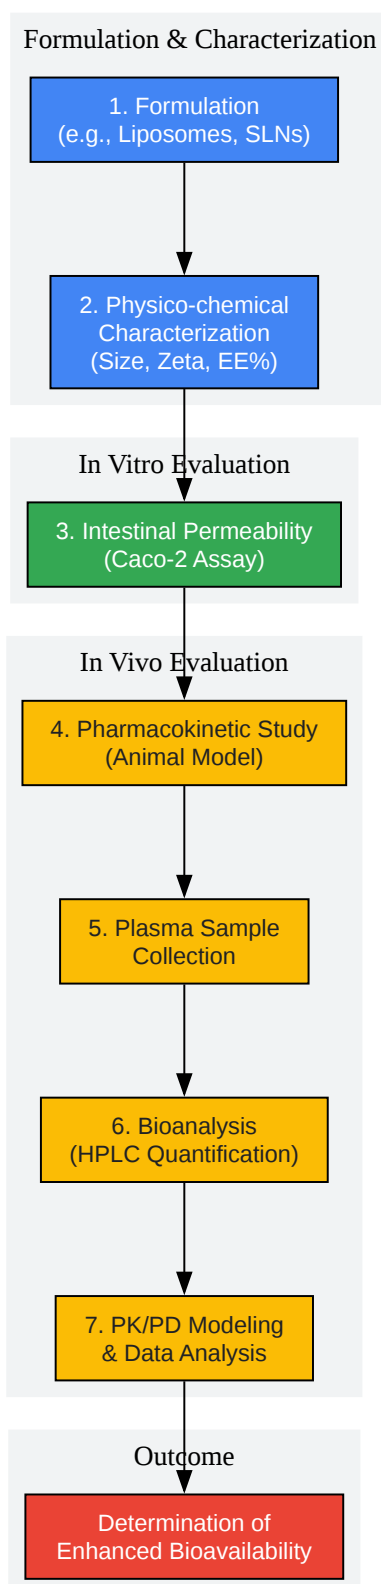 Formulation & Characterization
1. Formulation
(e.g., Liposomes, SLNs)
2. Physico-chemical
Characterization
(Size, Zeta, EE%)
In Vitro Evaluation
3. Intestinal Permeability
(Caco-2 Assay)
In Vivo Evaluation
4. Pharmacokinetic Study
(Animal Model)
5. Plasma Sample
Collection
6. Bioanalysis
(HPLC Quantification)
7. PK/PD Modeling
& Data Analysis
Outcome
Determination of
Enhanced Bioavailability